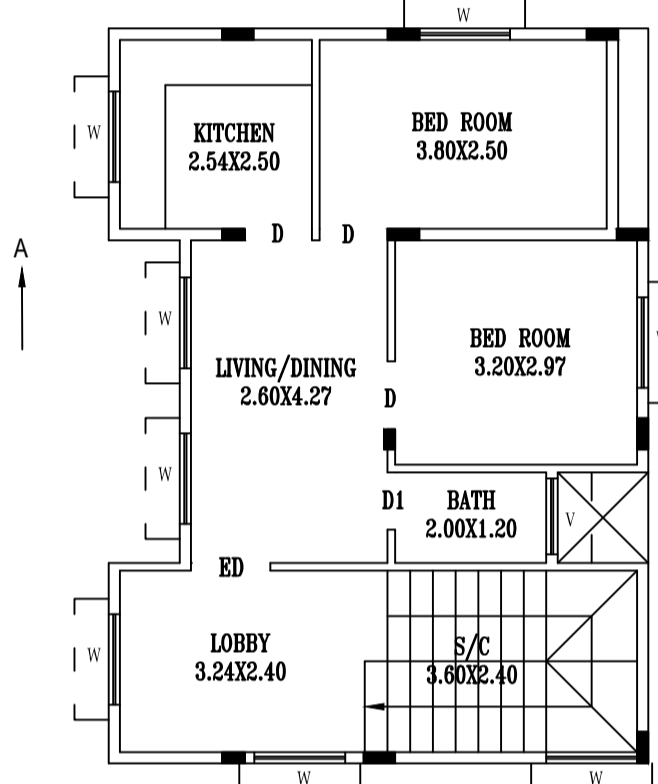 W
W
KITCHEN
2.54X2.50
BED ROOM
3.80X2.50
D
D
A
W
BED ROOM
3.20X2.97
LIVING/DINING
2.60X4.27
D
W
D1
BATH
2.00X1.20
V
ED
LOBBY
3.24X2.40
S/C
3.60X2.40
W
W
W